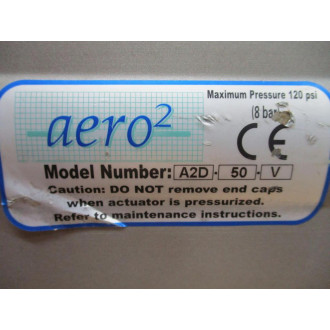 aero²
Maximum Pressure 120 psi
(8 bar)
CE
Model Number: A2D - 50 - V
Caution: DO NOT remove end caps
when actuator is pressurized.
Refer to maintenance instructions.